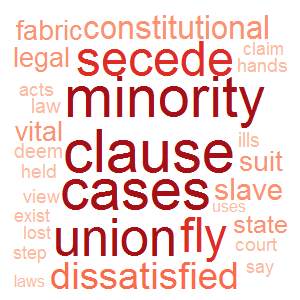 fabric constitutional
legal secede claim
hands
acts minority
law
vital clause ills
deem suit
held cases slave
view uses
exist union fly state
lost court
step dissatisfied say
laws